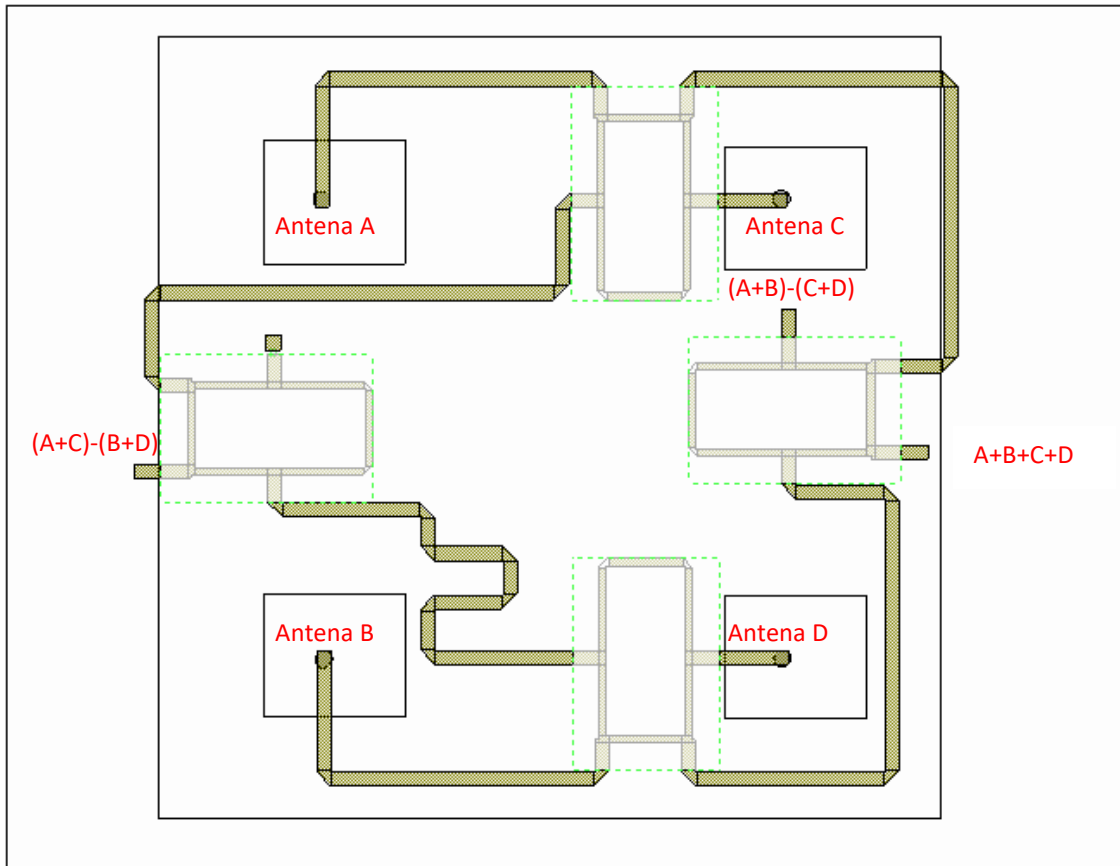 Antena A
Antena C
(A+B)-(C+D)
(A+C)-(B+D)
A+B+C+D
Antena B
Antena D